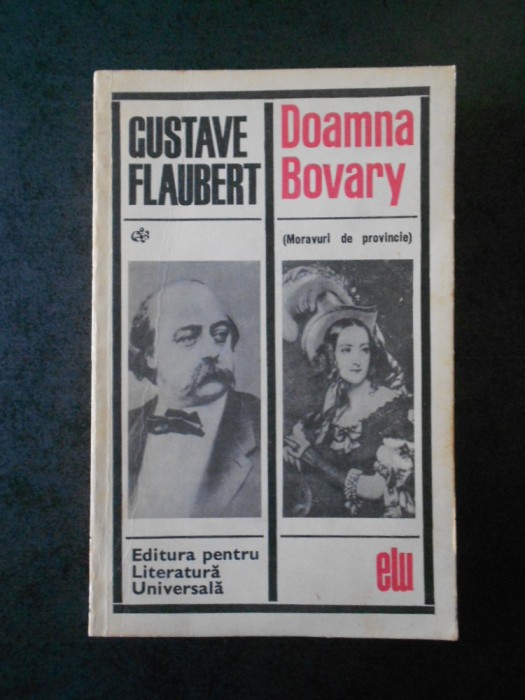 GUSTAVE
FLAUBERT
Doamna
Bovary
(Moravuri de provincie)
Editura pentru
Literatură
Universală
elu